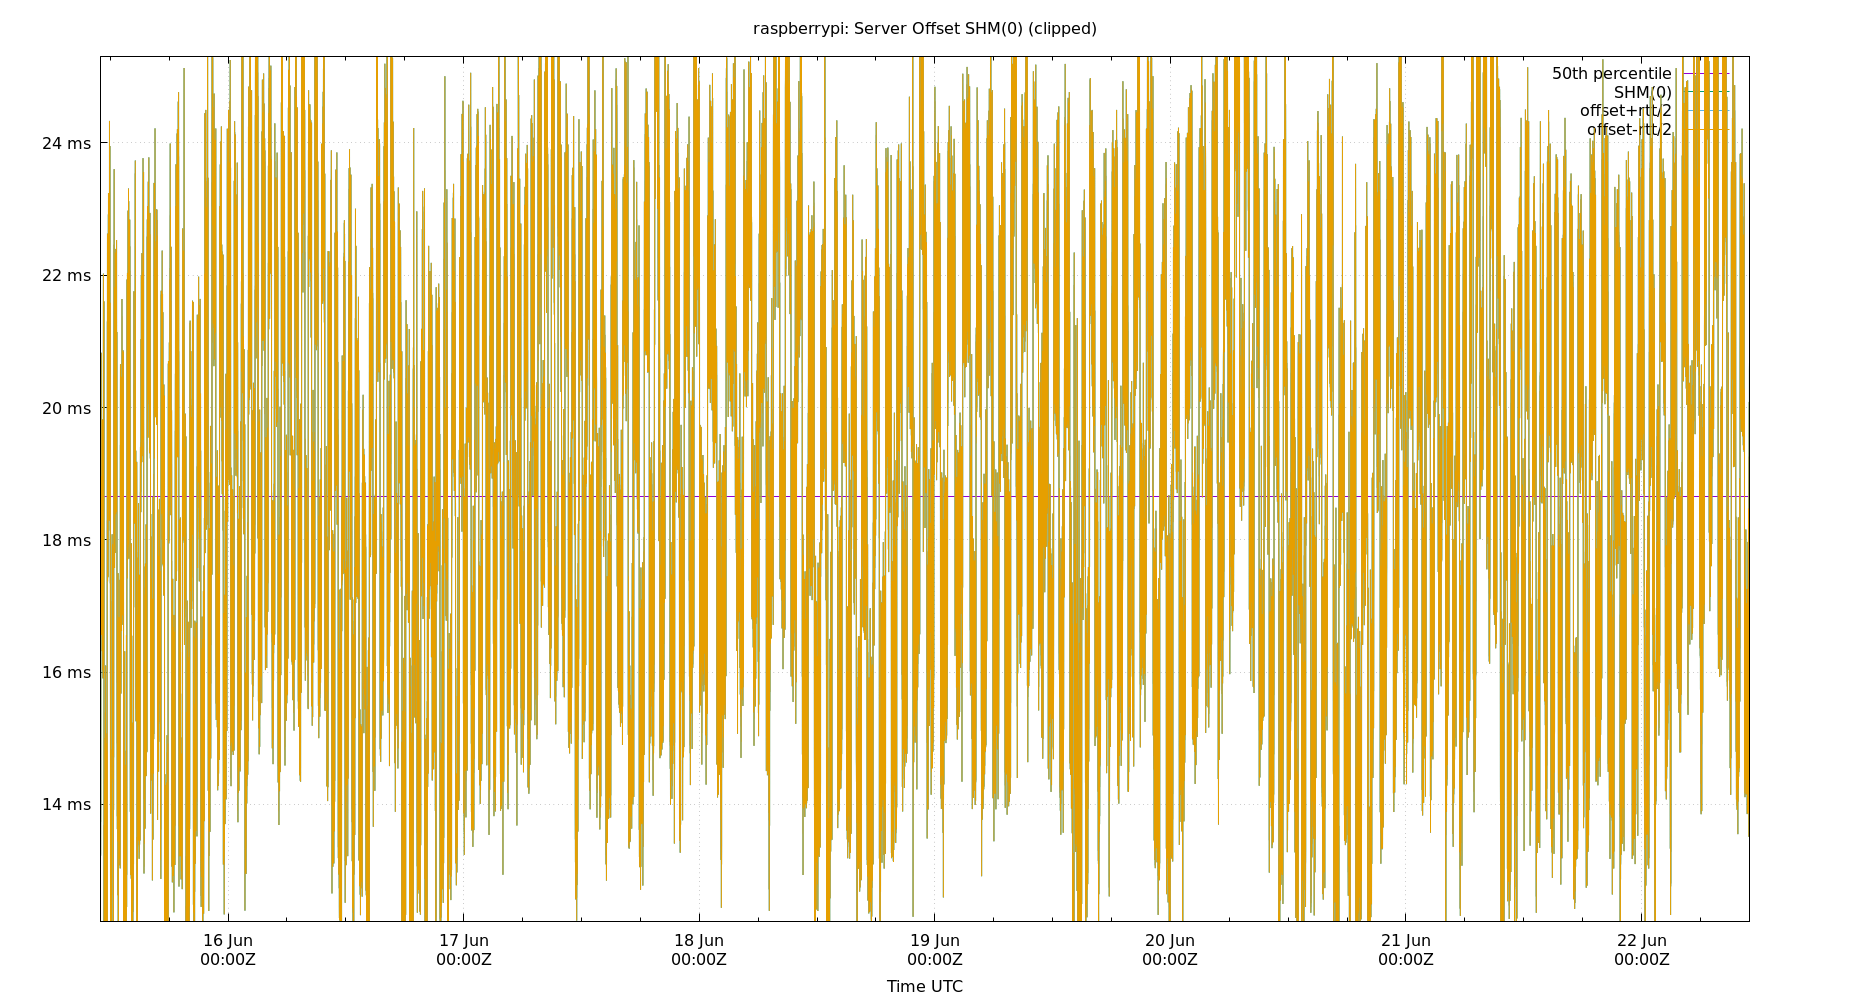 raspberrypi: Server Offset SHM(0) (clipped)
50th percentile
SHM(0)
offset+rtt/2
offset-rtt/2
24 ms
22 ms
20 ms
18 ms
16 ms
14 ms
16 Jun 17 Jun 18 Jun 19 Jun 20 Jun 21 Jun 22 Jun
00:00Z 00:00Z 00:00Z 00:00Z 00:00Z 00:00Z 00:00Z
Time UTC